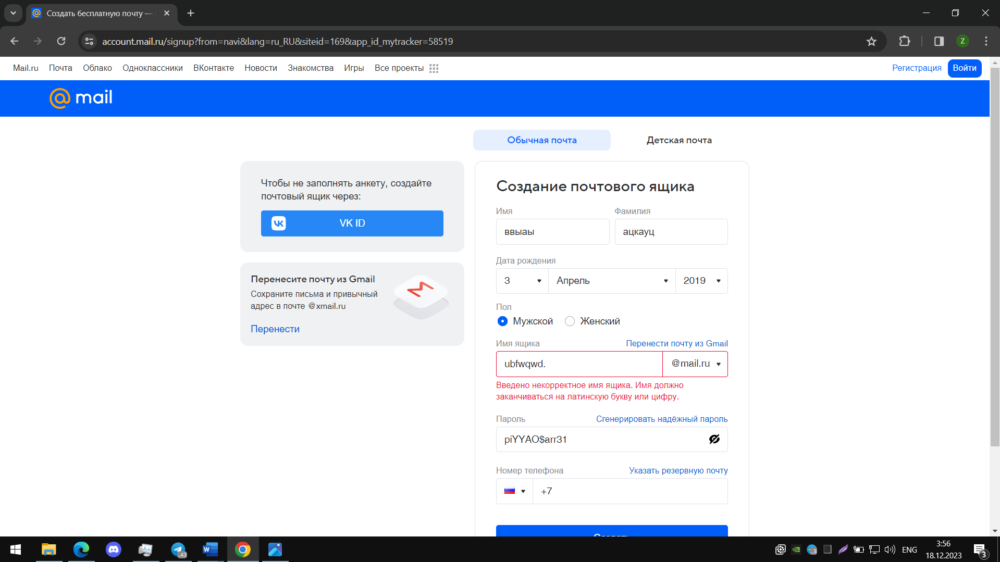 Создать бесплатную почту —
account.mail.ru/signup?from=navi&lang=ru_RU&siteid=169&app_id_mytracker=58519
Z
Mail.ru Почта Облако Одноклассники ВКонтакте Новости Знакомства Игры Все проекты Регистрация Войти
mail
Обычная почта Детская почта
Чтобы не заполнять анкету, создайте
почтовый ящик через:
VK ID
Перенесите почту из Gmail
Сохраните письма и привычный
адрес в почте @xmail.ru
Перенести
Создание почтового ящика
Имя Фамилия
ввыаы ацкауц
Дата рождения
3 Апрель 2019
Пол
Мужской Женский
Имя ящика Перенести почту из Gmail
ubfwqwd. @mail.ru
Введено некорректное имя ящика. Имя должно
заканчиваться на латинскую букву или цифру.
Пароль Сгенерировать надёжный пароль
piYYAO$arr31
Номер телефона Указать резервную почту
+7
ENG
3:56
18.12.2023
3